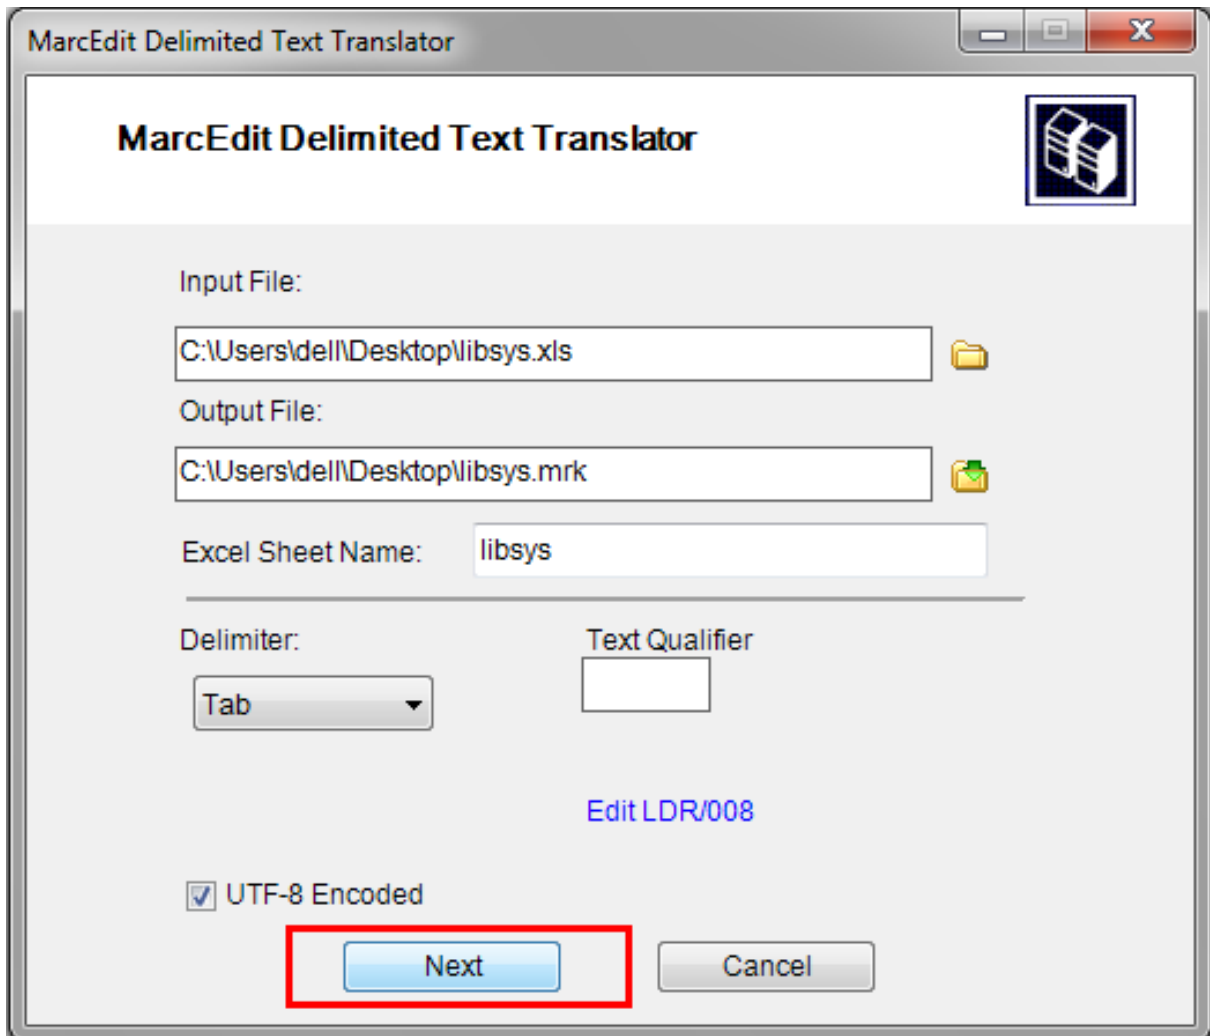 MarcEdit Delimited Text Translator
MarcEdit Delimited Text Translator
Input File:
C:\Users\dell\Desktop\libsys.xls
Output File:
C:\Users\dell\Desktop\libsys.mrk
Excel Sheet Name: libsys
Delimiter: Text Qualifier
Tab
Edit LDR/008
UTF-8 Encoded
Next Cancel